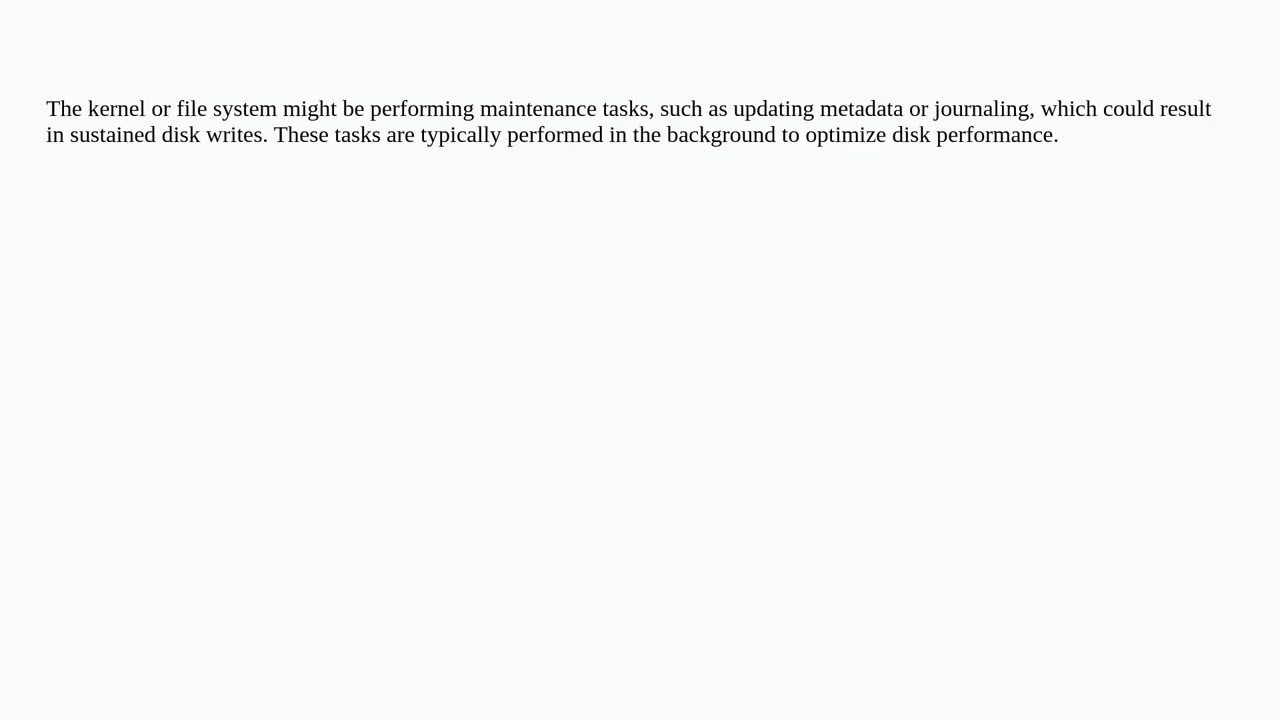 The kernel or file system might be performing maintenance tasks, such as updating metadata or journaling, which could result
in sustained disk writes. These tasks are typically performed in the background to optimize disk performance.